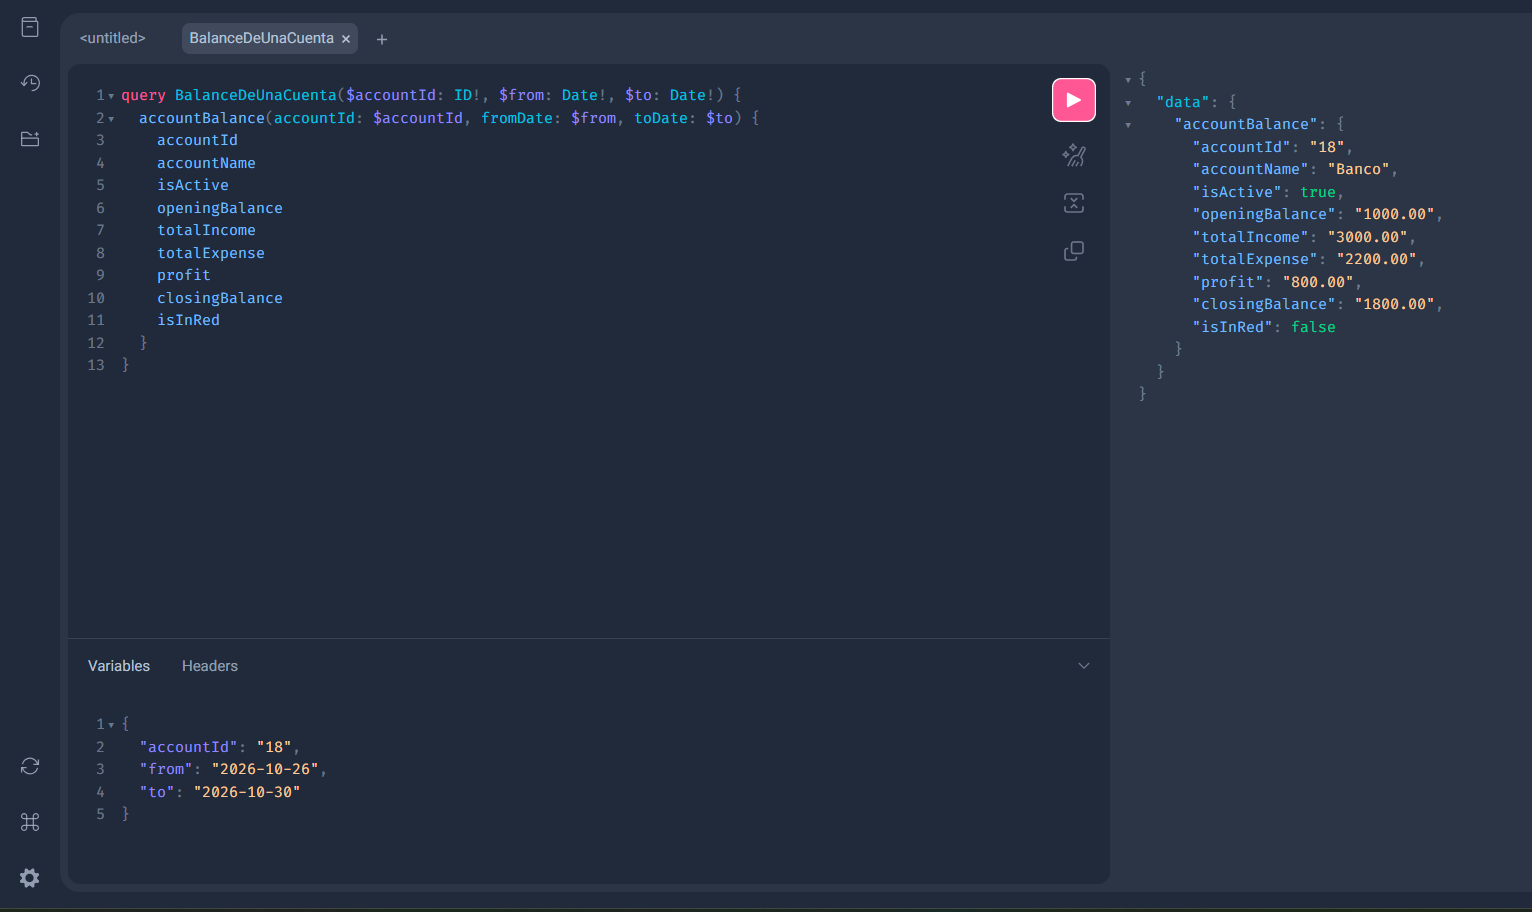 <untitled>
BalanceDeUnaCuenta × +
1 query BalanceDeUnaCuenta($accountId: ID!, $from: Date!, $to: Date!) {
2 accountBalance(accountId: $accountId, fromDate: $from, toDate: $to) {
3 accountId
4 accountName
5 isActive
6 openingBalance
7 totalIncome
8 totalExpense
9 profit
10 closingBalance
11 isInRed
12 }
13 }
Variables Headers
1 {
2 "accountId": "18",
3 "from": "2026-10-26",
4 "to": "2026-10-30"
5 }
{
"data": {
"accountBalance": {
"accountId": "18",
"accountName": "Banco",
"isActive": true,
"openingBalance": "1000.00",
"totalIncome": "3000.00",
"totalExpense": "2200.00",
"profit": "800.00",
"closingBalance": "1800.00",
"isInRed": false
}
}
}